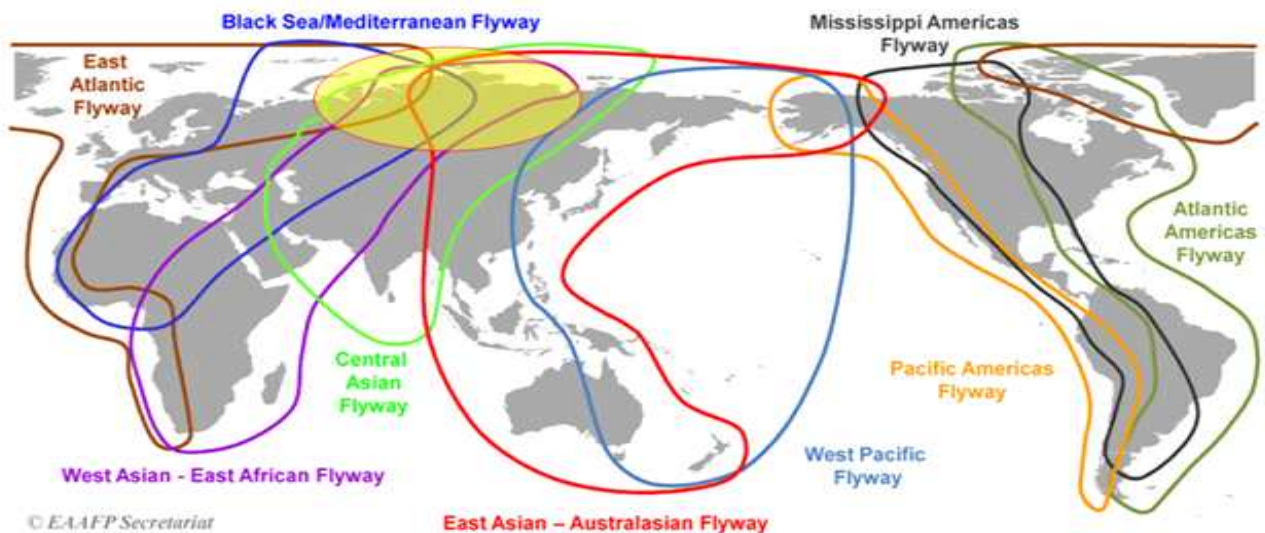 Black Sea/Mediterranean Flyway
Mississippi Americas
Flyway
East
Atlantic
Flyway
Atlantic
Americas
Flyway
Central
Asian
Flyway
Pacific Americas
Flyway
West Asian - East African Flyway
West Pacific
Flyway
© EAAFP Secretariat
East Asian – Australasian Flyway